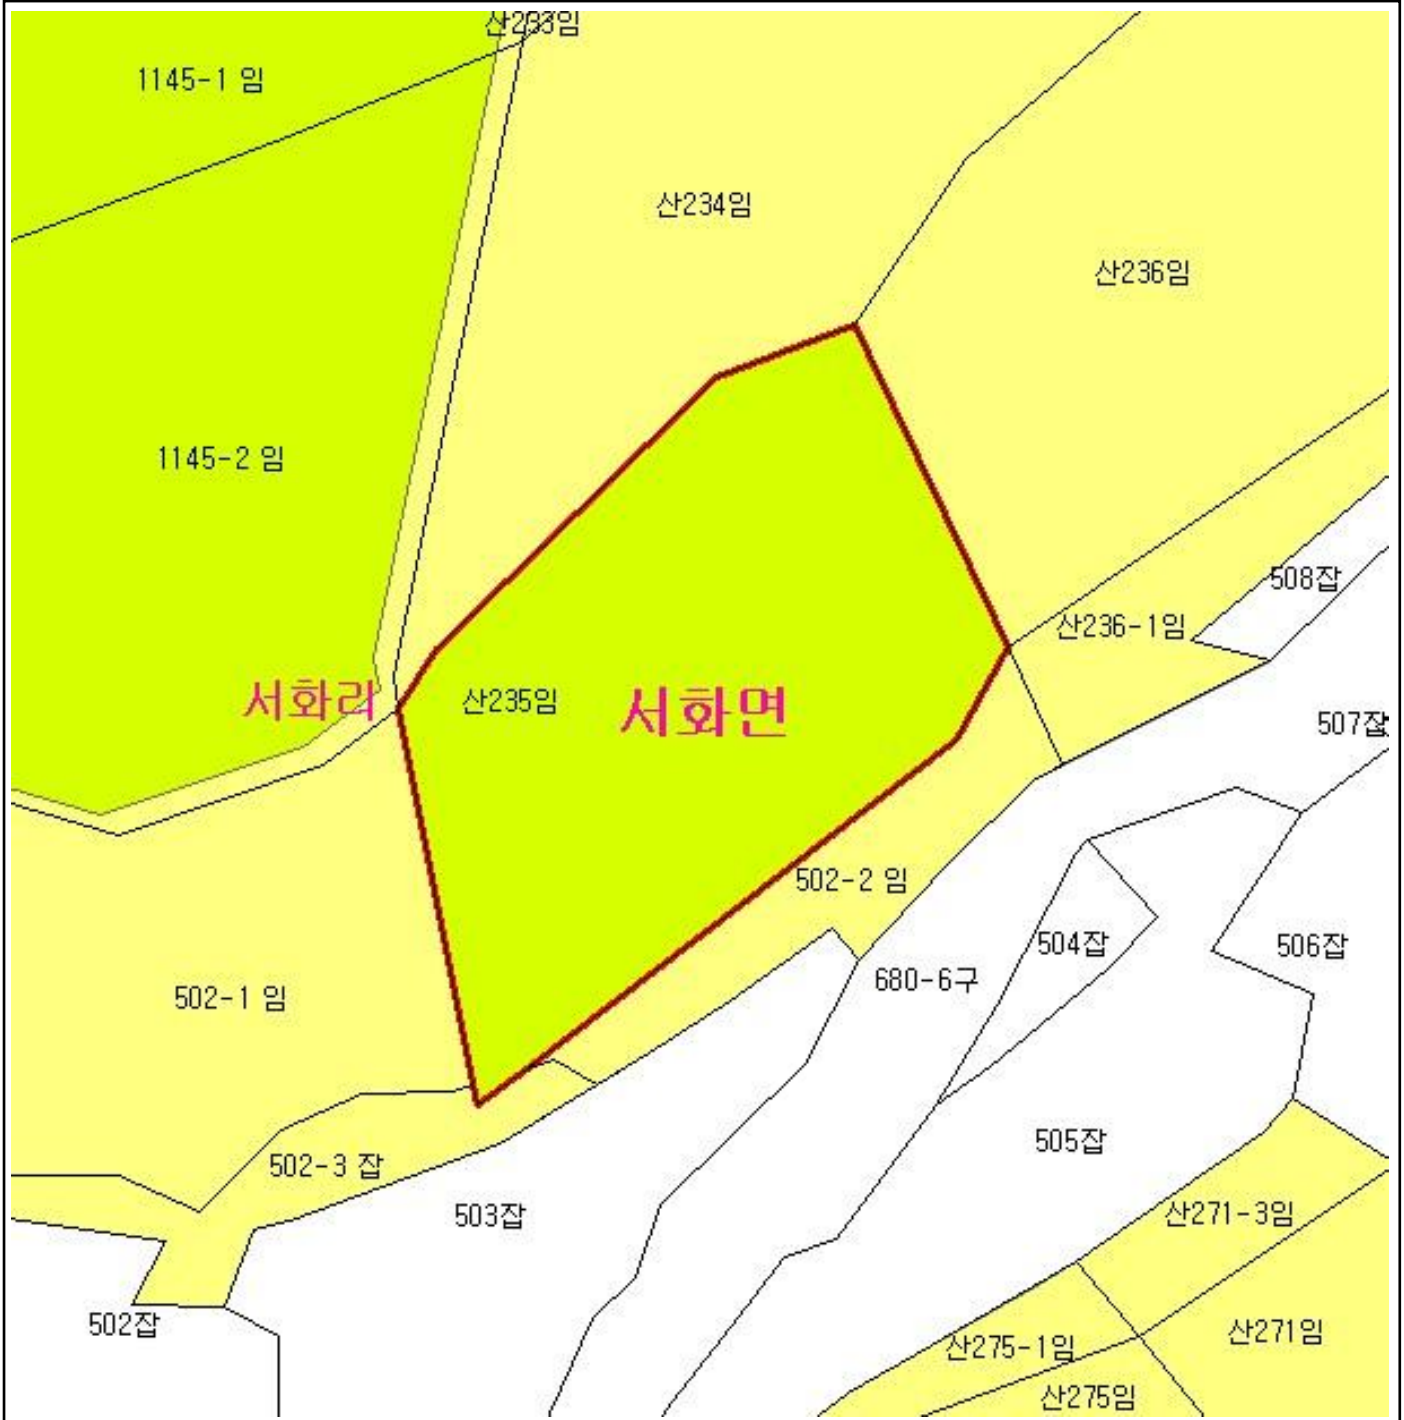 산233임
1145-1 임
산234임
산236임
1145-2 임
508잡
산236-1임
서화리
산235임
서화면
507잡
502-2 임
504잡
506잡
680-6구
502-1 임
505잡
502-3 잡
503잡
산271-3임
502잡
산271임
산275-1임
산275임